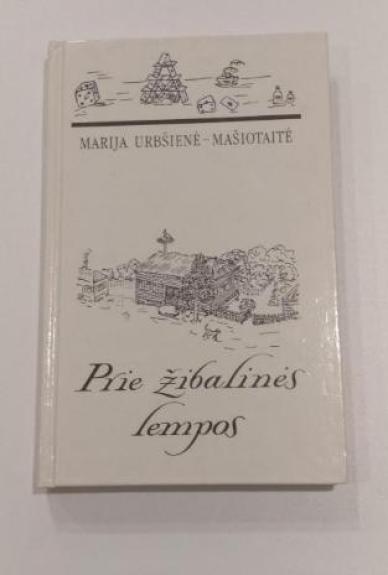 MARIJA URBŠIENĖ-MAŠIOTAITĖ
Prie žibalinės
lempos